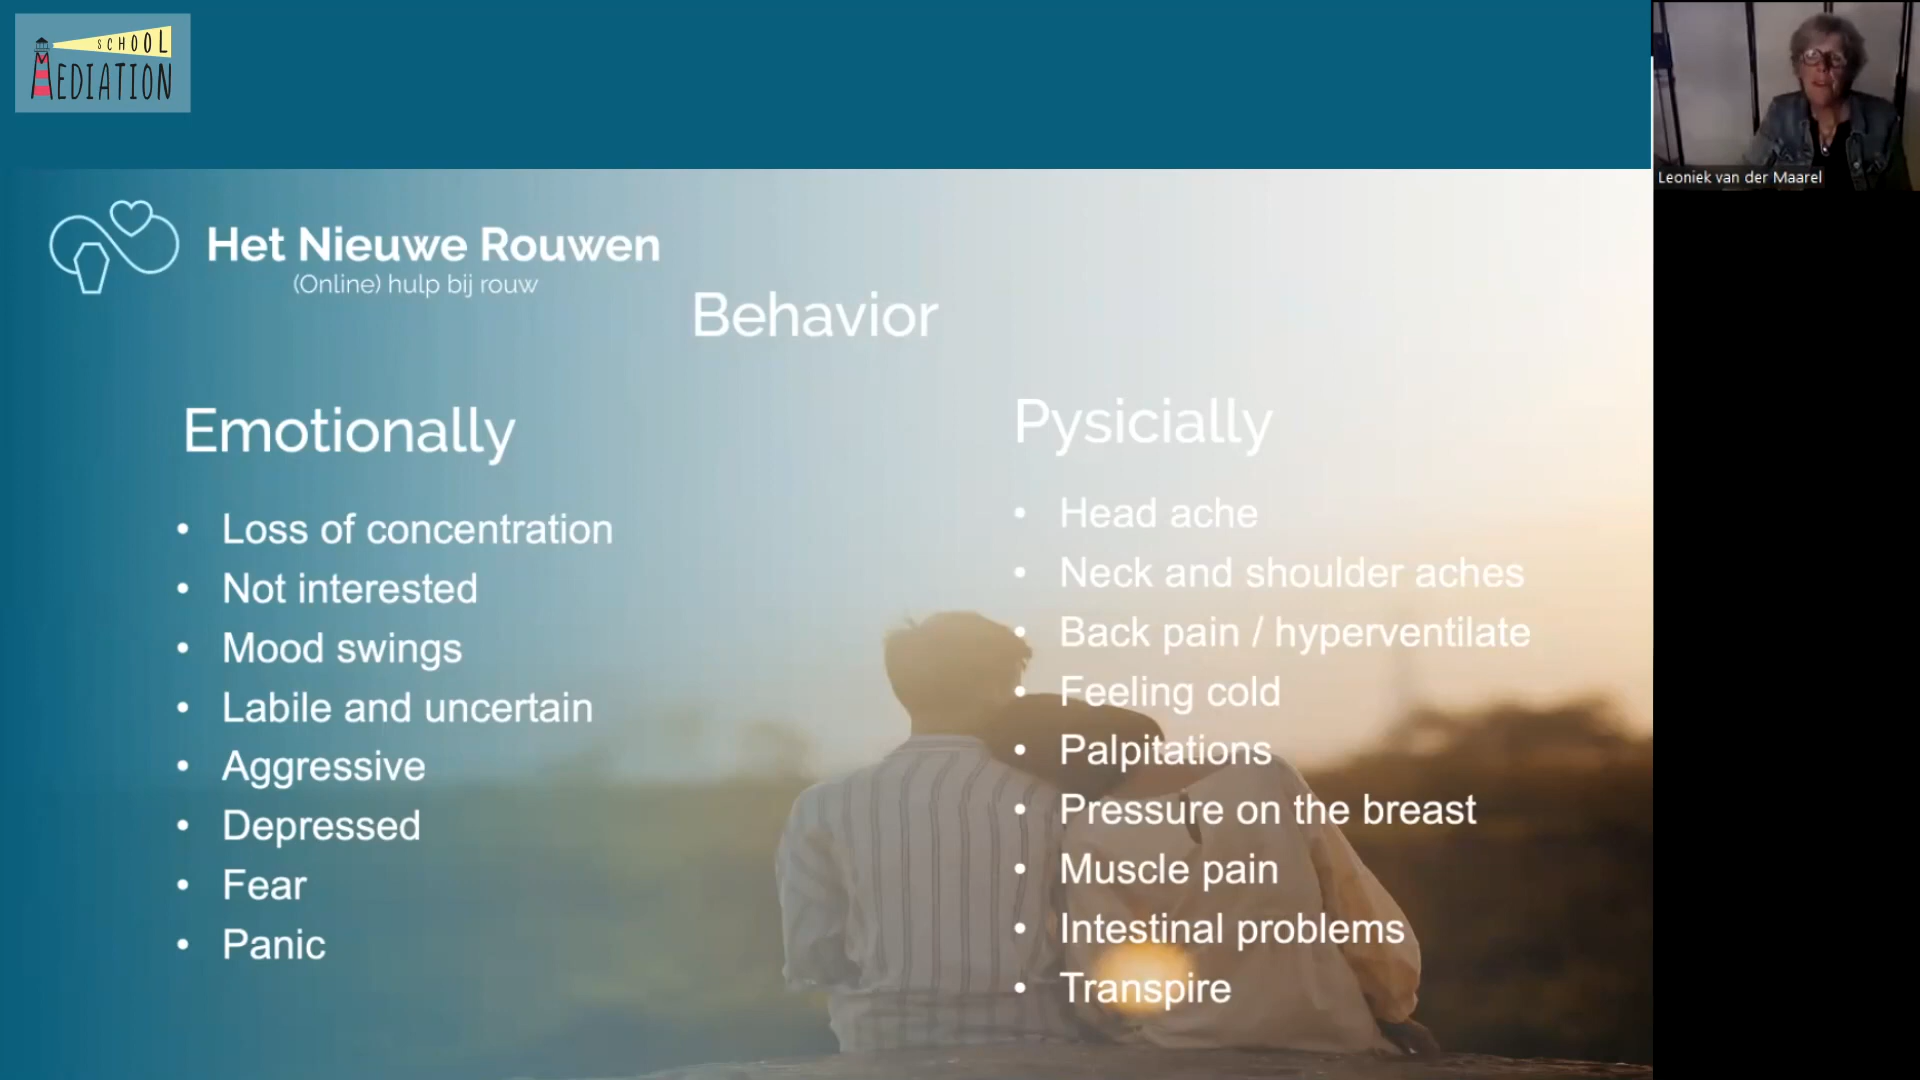 SCHOOL
MEDIATION
Leoniek van der Maarel
Het Nieuwe Rouwen
(Online) hulp bij rouw
Behavior
Emotionally
• Loss of concentration
• Not interested
• Mood swings
• Labile and uncertain
• Aggressive
• Depressed
• Fear
• Panic
Pysicially
• Head ache
• Neck and shoulder aches
• Back pain / hyperventilate
• Feeling cold
• Palpitations
• Pressure on the breast
• Muscle pain
• Intestinal problems
• Transpire